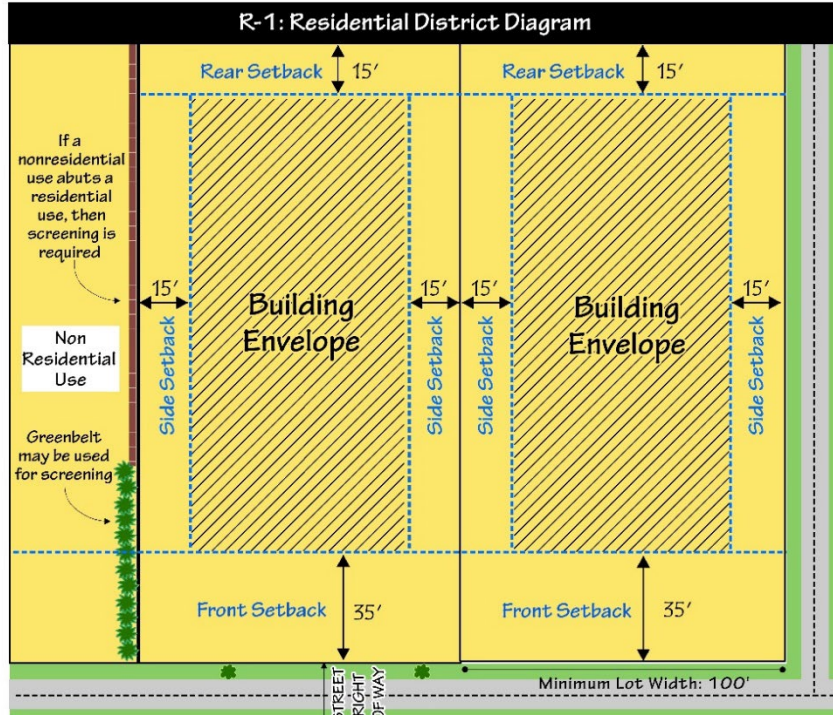 R-1: Residential District Diagram
Rear Setback 15'
Rear Setback 15'
If a
nonresidential
use abuts a
residential
use, then
screening is
required
15'
15'
15'
15'
Building
Envelope
Building
Envelope
Side Setback
Side Setback
Side Setback
Side Setback
Non
Residential
Use
Greenbelt
may be used
for screening
Front Setback 35'
Front Setback 35'
STREET
RIGHT
OF WAY
Minimum Lot Width: 100'